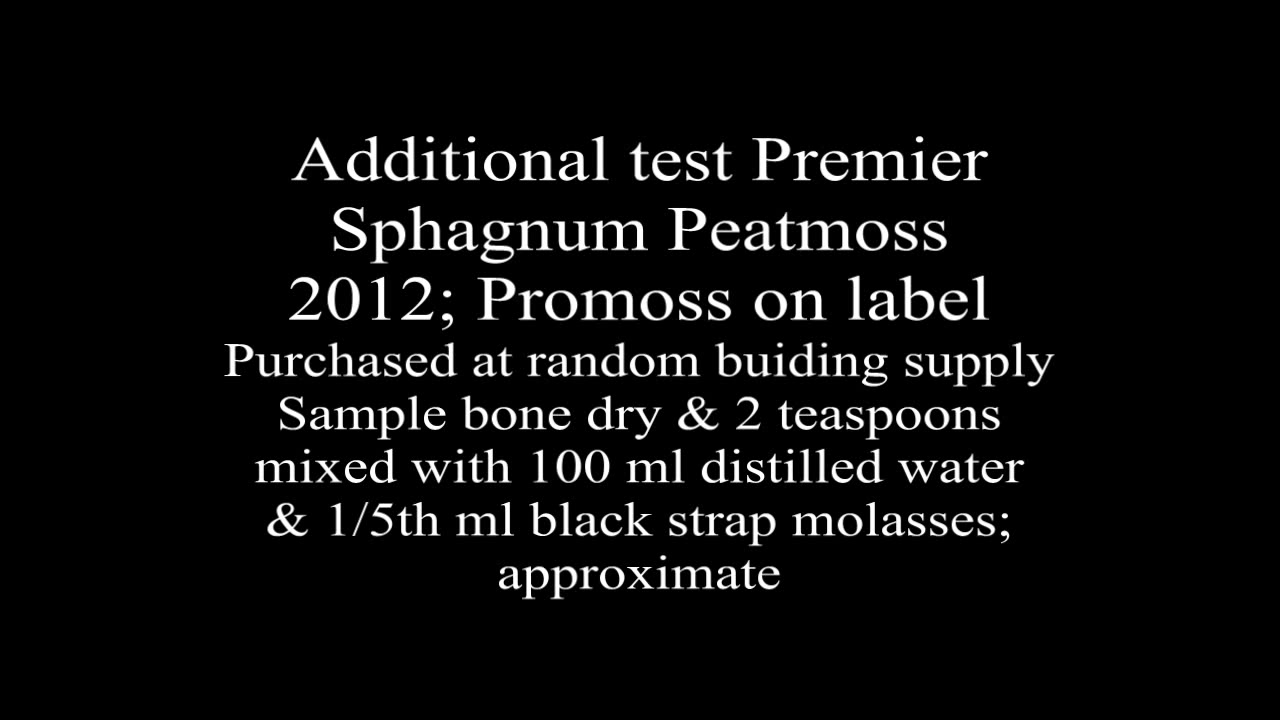 Additional test Premier
Sphagnum Peatmoss
2012; Promoss on label
Purchased at random buiding supply
Sample bone dry & 2 teaspoons
mixed with 100 ml distilled water
& 1/5th ml black strap molasses;
approximate